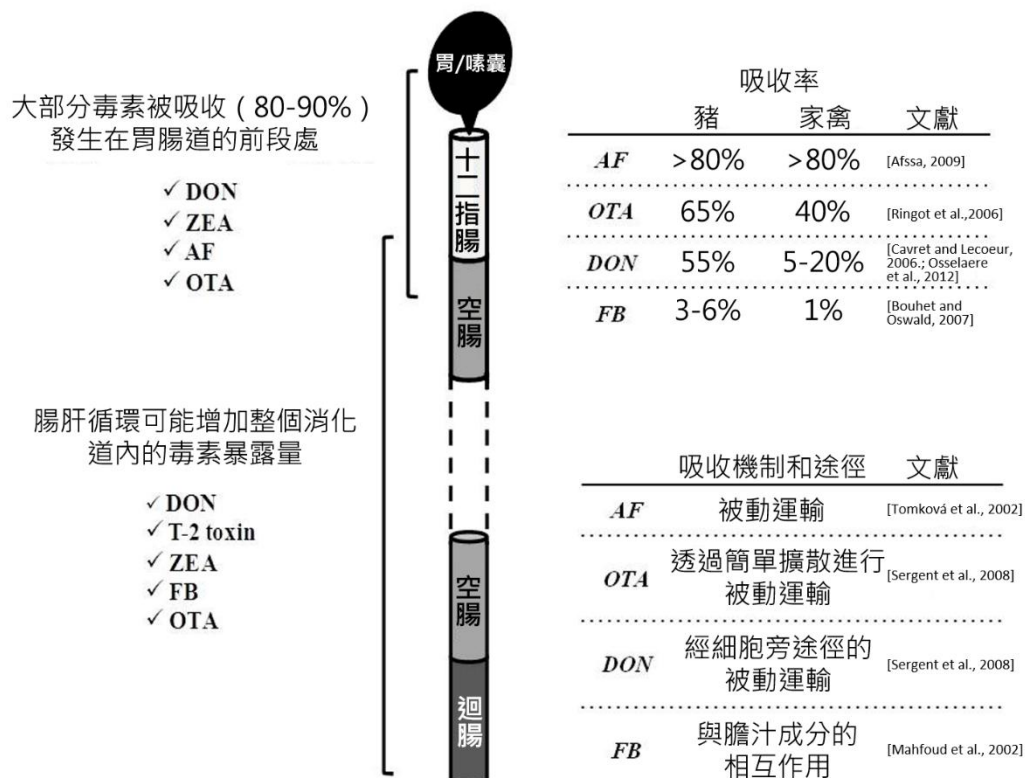 胃/嗉囊
大部分毒素被吸收（80-90%）
發生在胃腸道的前段處
✓ DON
✓ ZEA
✓ AF
✓ OTA
十二指腸
空腸
腸肝循環可能增加整個消化
道內的毒素暴露量
✓ DON
✓ T-2 toxin
✓ ZEA
✓ FB
✓ OTA
空腸
迴腸
吸收率
豬 家禽 文獻
AF >80% >80% [Afssa, 2009]
OTA 65% 40% [Ringot et al.,2006]
DON 55% 5-20% [Cavret and Lecoeur,
2006.; Osselaere
et al., 2012]
FB 3-6% 1% [Bouhet and
Oswald, 2007]
吸收機制和途徑 文獻
AF 被動運輸 [Tomková et al., 2002]
OTA 透過簡單擴散進行
被動運輸 [Sergent et al., 2008]
DON 經細胞旁途徑的
被動運輸 [Sergent et al., 2008]
FB 與膽汁成分的
相互作用 [Mahfoud et al., 2002]